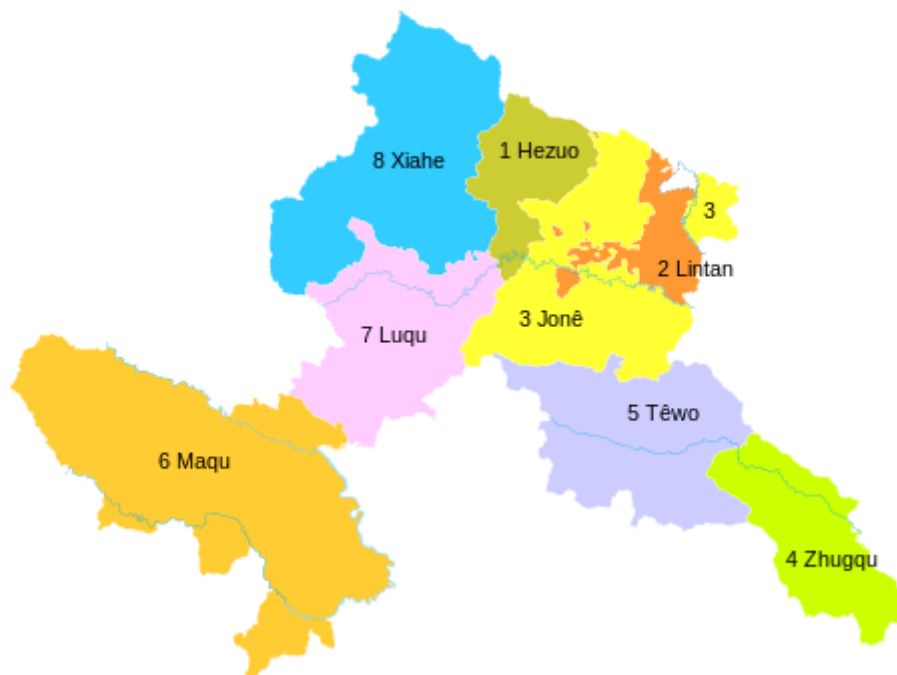 1 Hezuo
8 Xiahe
3
2 Lintan
3 Jonê
7 Luqu
5 Têwo
6 Maqu
4 Zhugqu